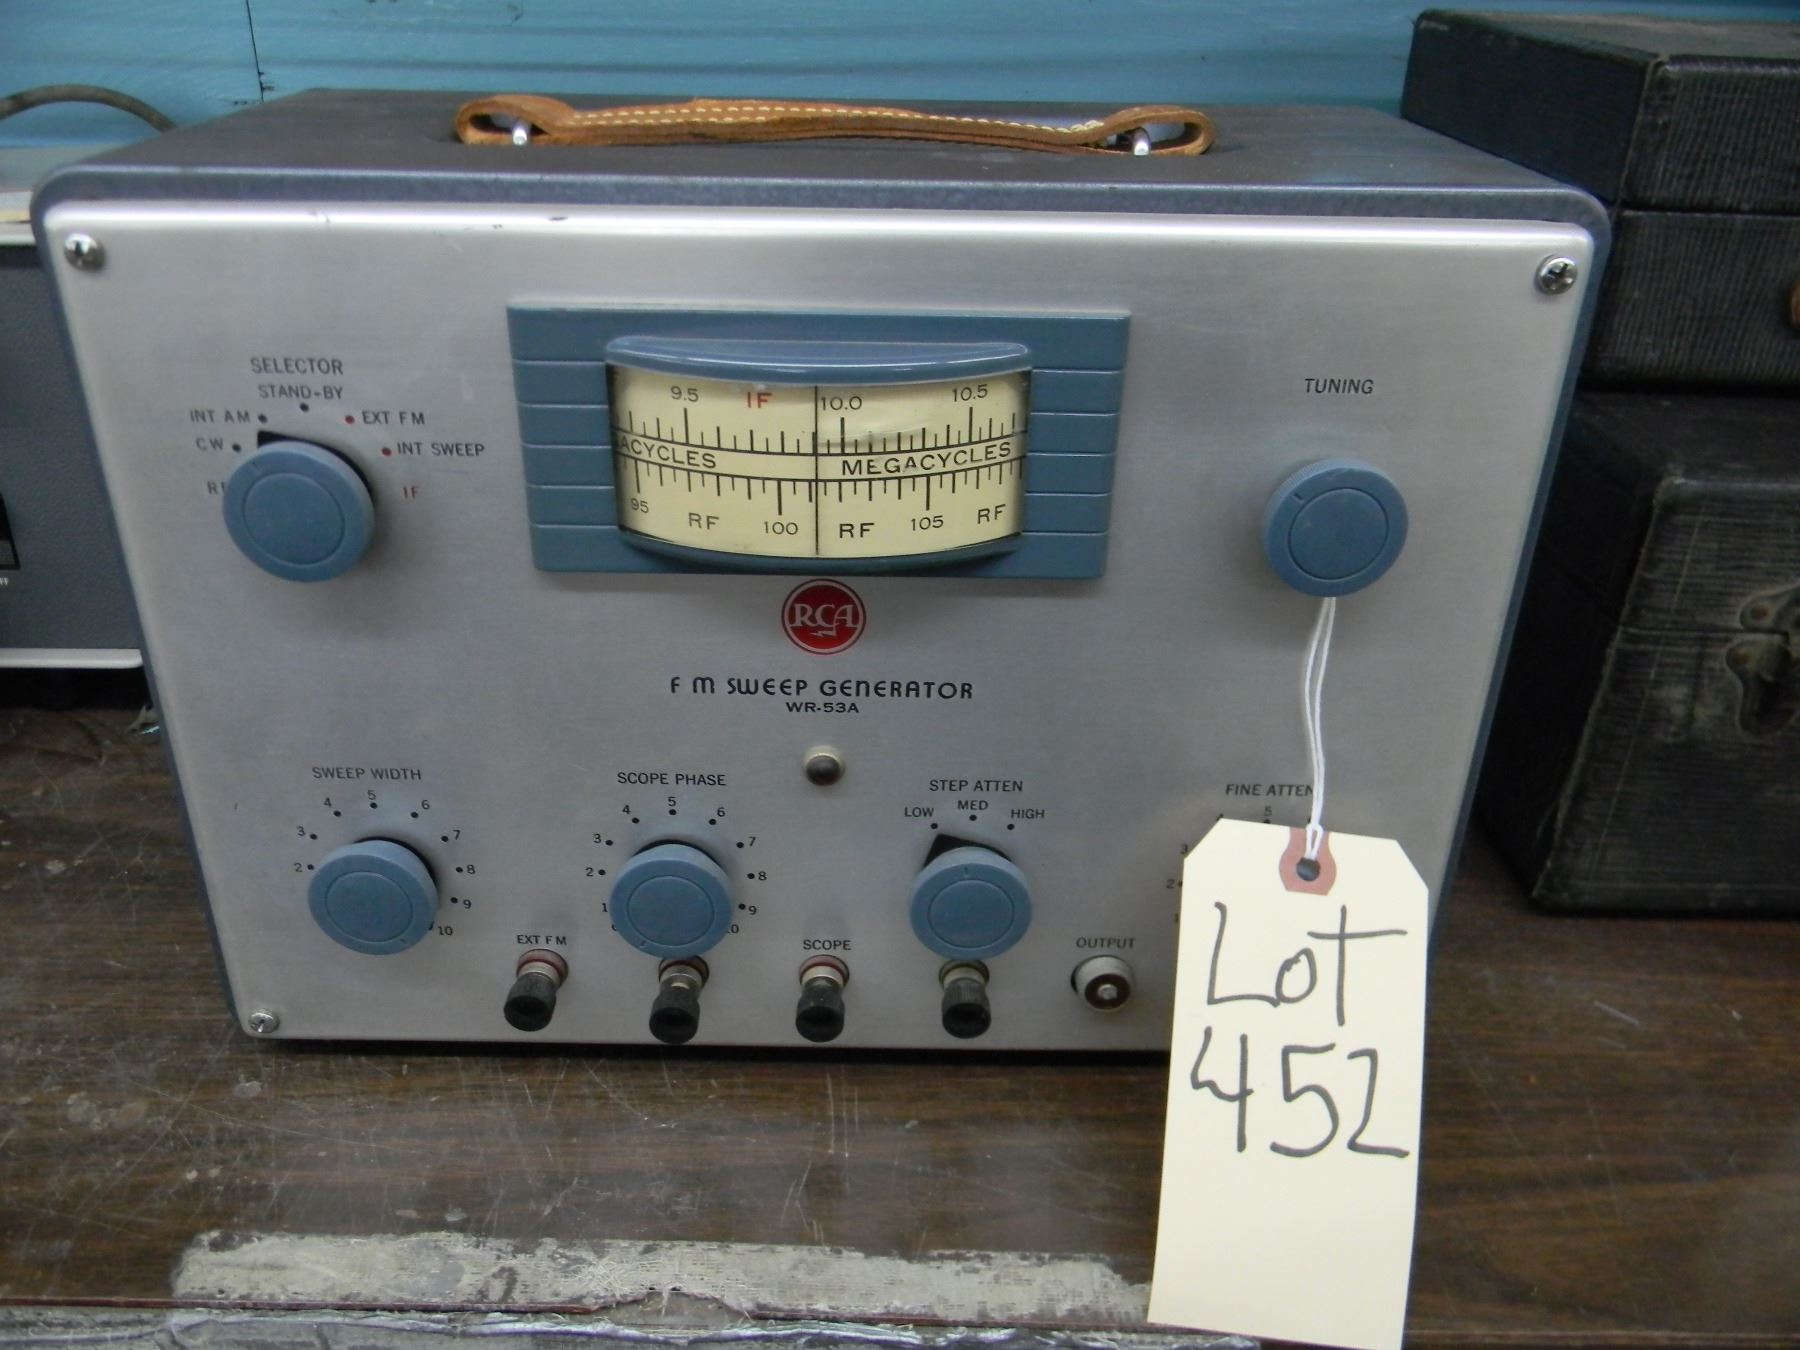 SELECTOR
STAND-BY
INT AM
EXT FM
CW
INT SWEEP
IF
9.5
IF
10.0
10.5
ACYCLES
MEGACYCLES
95
RF
100
RF
105
RF
TUNING
RCA
FM SWEEP GENERATOR
WR-53A
SWEEP WIDTH
2 3 4 5 6 7 8 9 10
SCOPE PHASE
1 2 3 4 5 6 7 8 9
STEP ATTEN
LOW MED HIGH
FINE ATTEN
2 3 5
EXT FM
SCOPE
OUTPUT
Lot
452